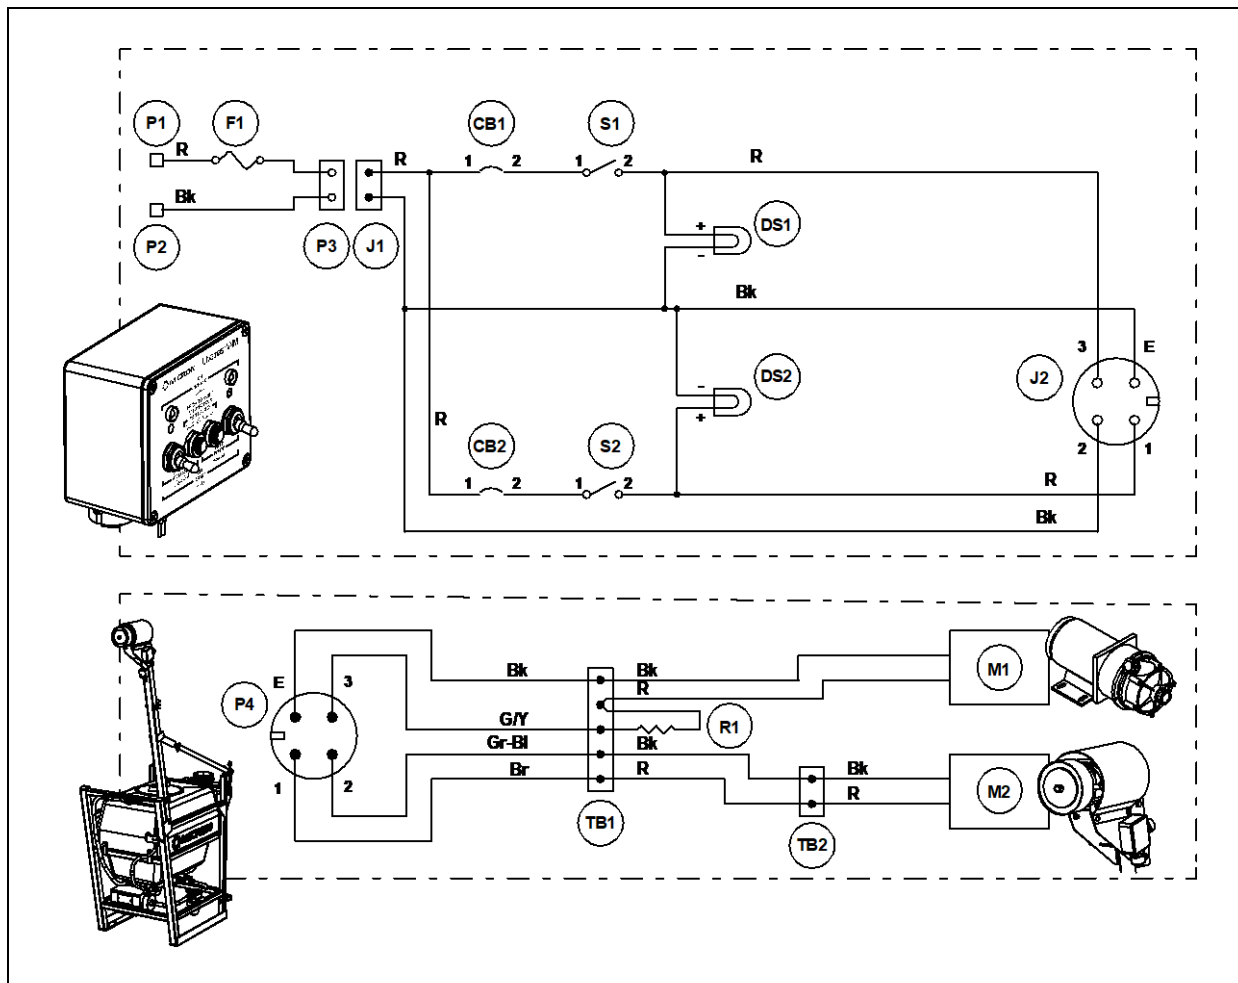 P1 F1 CB1 S1
R
1 2 1 2
R R
Bk
P2 P3 J1
+ DS1
-
Bk
3 E
J2
- DS2
+
R
CB2 S2
2 1
1 2 1 2
R
Bk
E 3
Bk Bk
R
M1
P4
G/Y R1
Gr-Bl Bk
Br R
1 2
Bk
R
M2
TB1
TB2